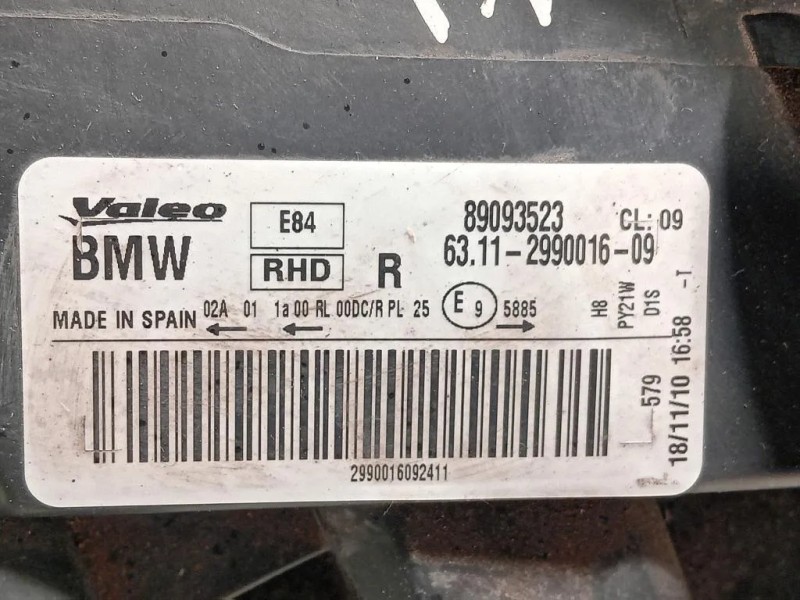 Valeo
E84
89093523 CL: 09
BMW
RHD
R
63.11-2990016-09
MADE IN SPAIN
02A 01 1a 00 RL 00DC/R PL 25
E 9
5885
H8
PY21W
D1S
-T
579
18/11/10 16:58
2990016092411